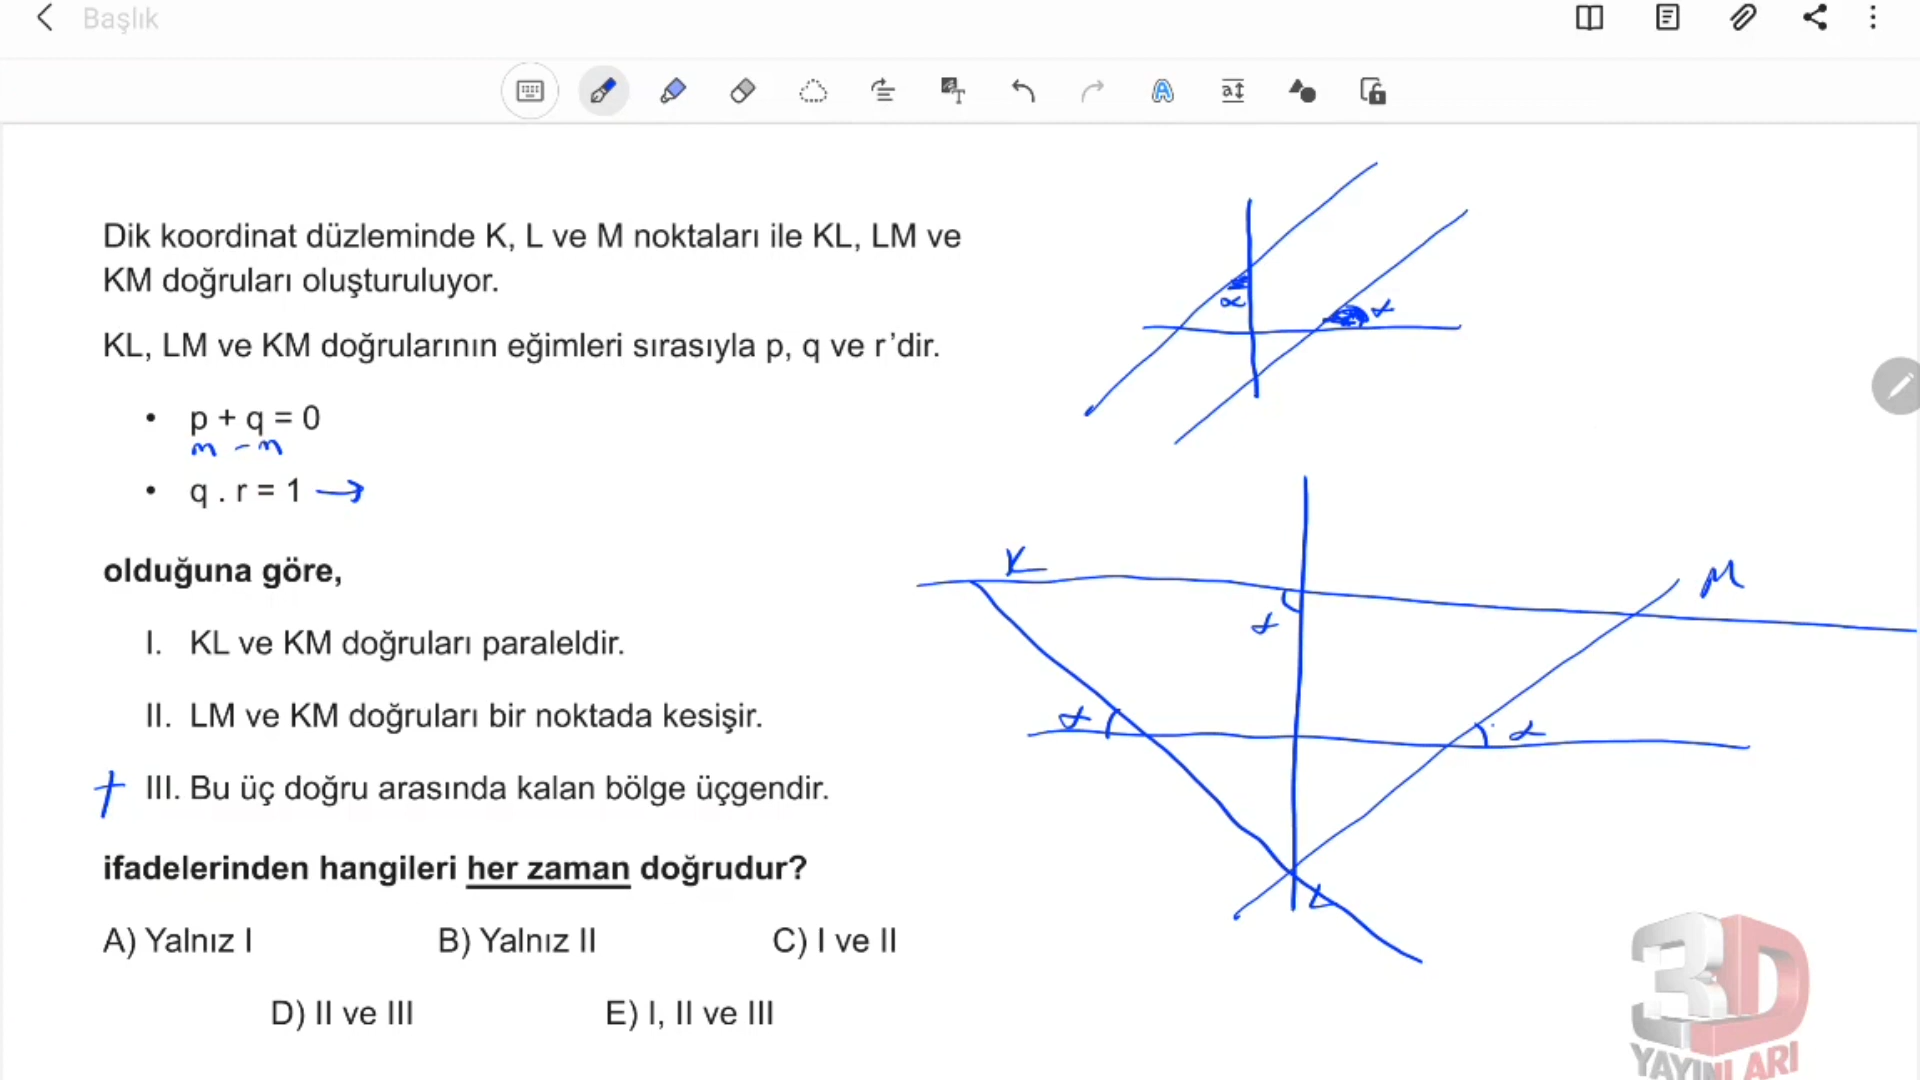 Başlık
Dik koordinat düzleminde K, L ve M noktaları ile KL, LM ve
KM doğruları oluşturuluyor.
KL, LM ve KM doğrularının eğimleri sırasıyla p, q ve r’dir.
• p + q = 0
m - m
• q . r = 1 →
olduğuna göre,
I. KL ve KM doğruları paraleldir.
II. LM ve KM doğruları bir noktada kesişir.
+ III. Bu üç doğru arasında kalan bölge üçgendir.
ifadelerinden hangileri her zaman doğrudur?
A) Yalnız I B) Yalnız II C) I ve II
D) II ve III E) I, II ve III
α α
K M
α
α α
L
3D
YAYINLARI